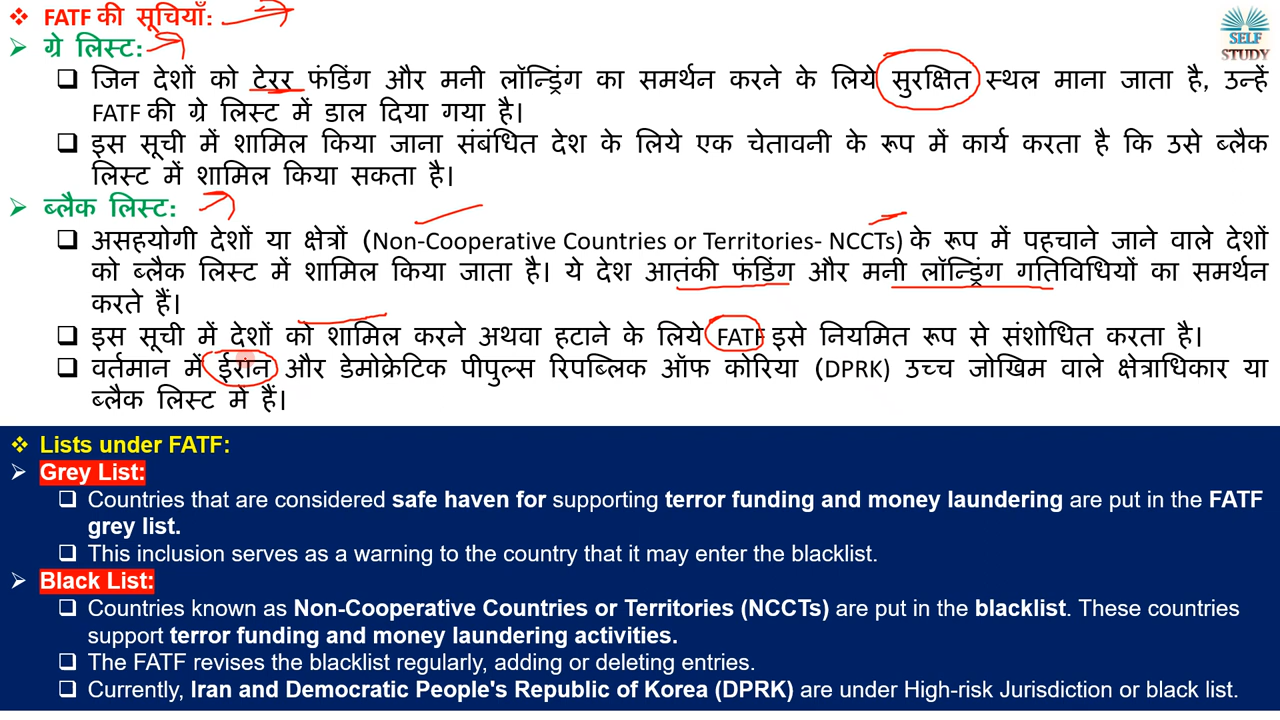 ❖ FATF की सूचियाँ:
SELF
STUDY
➢ ग्रे लिस्ट:
❑ जिन देशों को टेरर फंडिंग और मनी लॉन्ड्रिंग का समर्थन करने के लिये सुरक्षित स्थल माना जाता है, उन्हें
FATF की ग्रे लिस्ट में डाल दिया गया है।
❑ इस सूची में शामिल किया जाना संबंधित देश के लिये एक चेतावनी के रूप में कार्य करता है कि उसे ब्लैक
लिस्ट में शामिल किया सकता है।
➢ ब्लैक लिस्ट:
❑ असहयोगी देशों या क्षेत्रों (Non-Cooperative Countries or Territories- NCCTs) के रूप में पहचाने जाने वाले देशों
को ब्लैक लिस्ट में शामिल किया जाता है। ये देश आतंकी फंडिंग और मनी लॉन्ड्रिंग गतिविधियों का समर्थन
करते हैं।
❑ इस सूची में देशों को शामिल करने अथवा हटाने के लिये FATF इसे नियमित रूप से संशोधित करता है।
❑ वर्तमान में ईरान और डेमोक्रेटिक पीपुल्स रिपब्लिक ऑफ कोरिया (DPRK) उच्च जोखिम वाले क्षेत्राधिकार या
ब्लैक लिस्ट में हैं।
❖ Lists under FATF:
➢ Grey List:
❑ Countries that are considered safe haven for supporting terror funding and money laundering are put in the FATF
grey list.
❑ This inclusion serves as a warning to the country that it may enter the blacklist.
➢ Black List:
❑ Countries known as Non-Cooperative Countries or Territories (NCCTs) are put in the blacklist. These countries
support terror funding and money laundering activities.
❑ The FATF revises the blacklist regularly, adding or deleting entries.
❑ Currently, Iran and Democratic People's Republic of Korea (DPRK) are under High-risk Jurisdiction or black list.